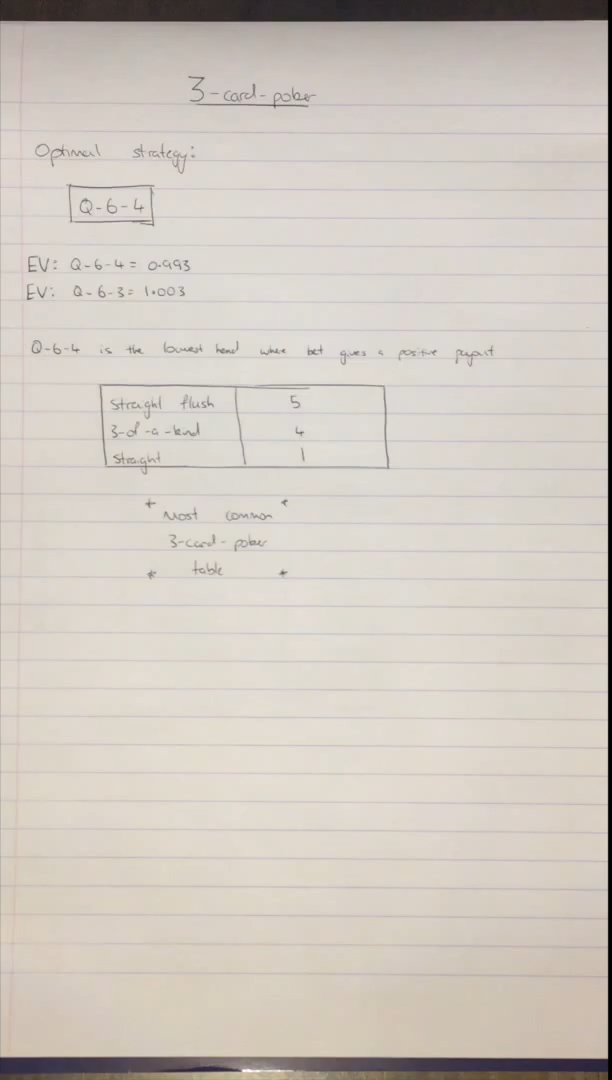 3-card-poker
Optimal strategy:
Q-6-4
EV: Q-6-4 = 0.993
EV: Q-6-3 = 1.003
Q-6-4 is the lowest hand where bet gives a positive payout
Straight flush 5
3-of-a-kind 4
Straight 1
* Most common *
3-card-poker
* table *